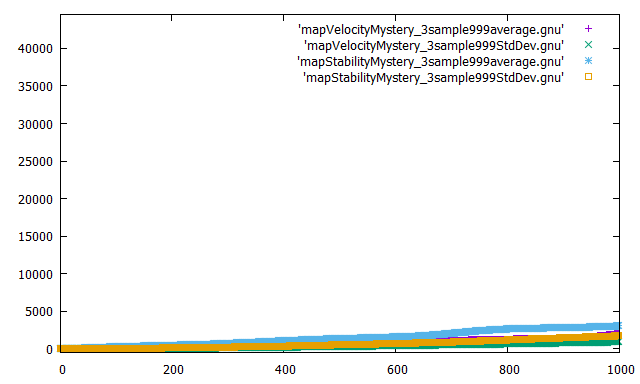 'mapVelocityMystery_3sample999average.gnu'
'mapVelocityMystery_3sample999StdDev.gnu'
'mapStabilityMystery_3sample999average.gnu'
'mapStabilityMystery_3sample999StdDev.gnu'
40000
35000
30000
25000
20000
15000
10000
5000
0
0 200 400 600 800 1000